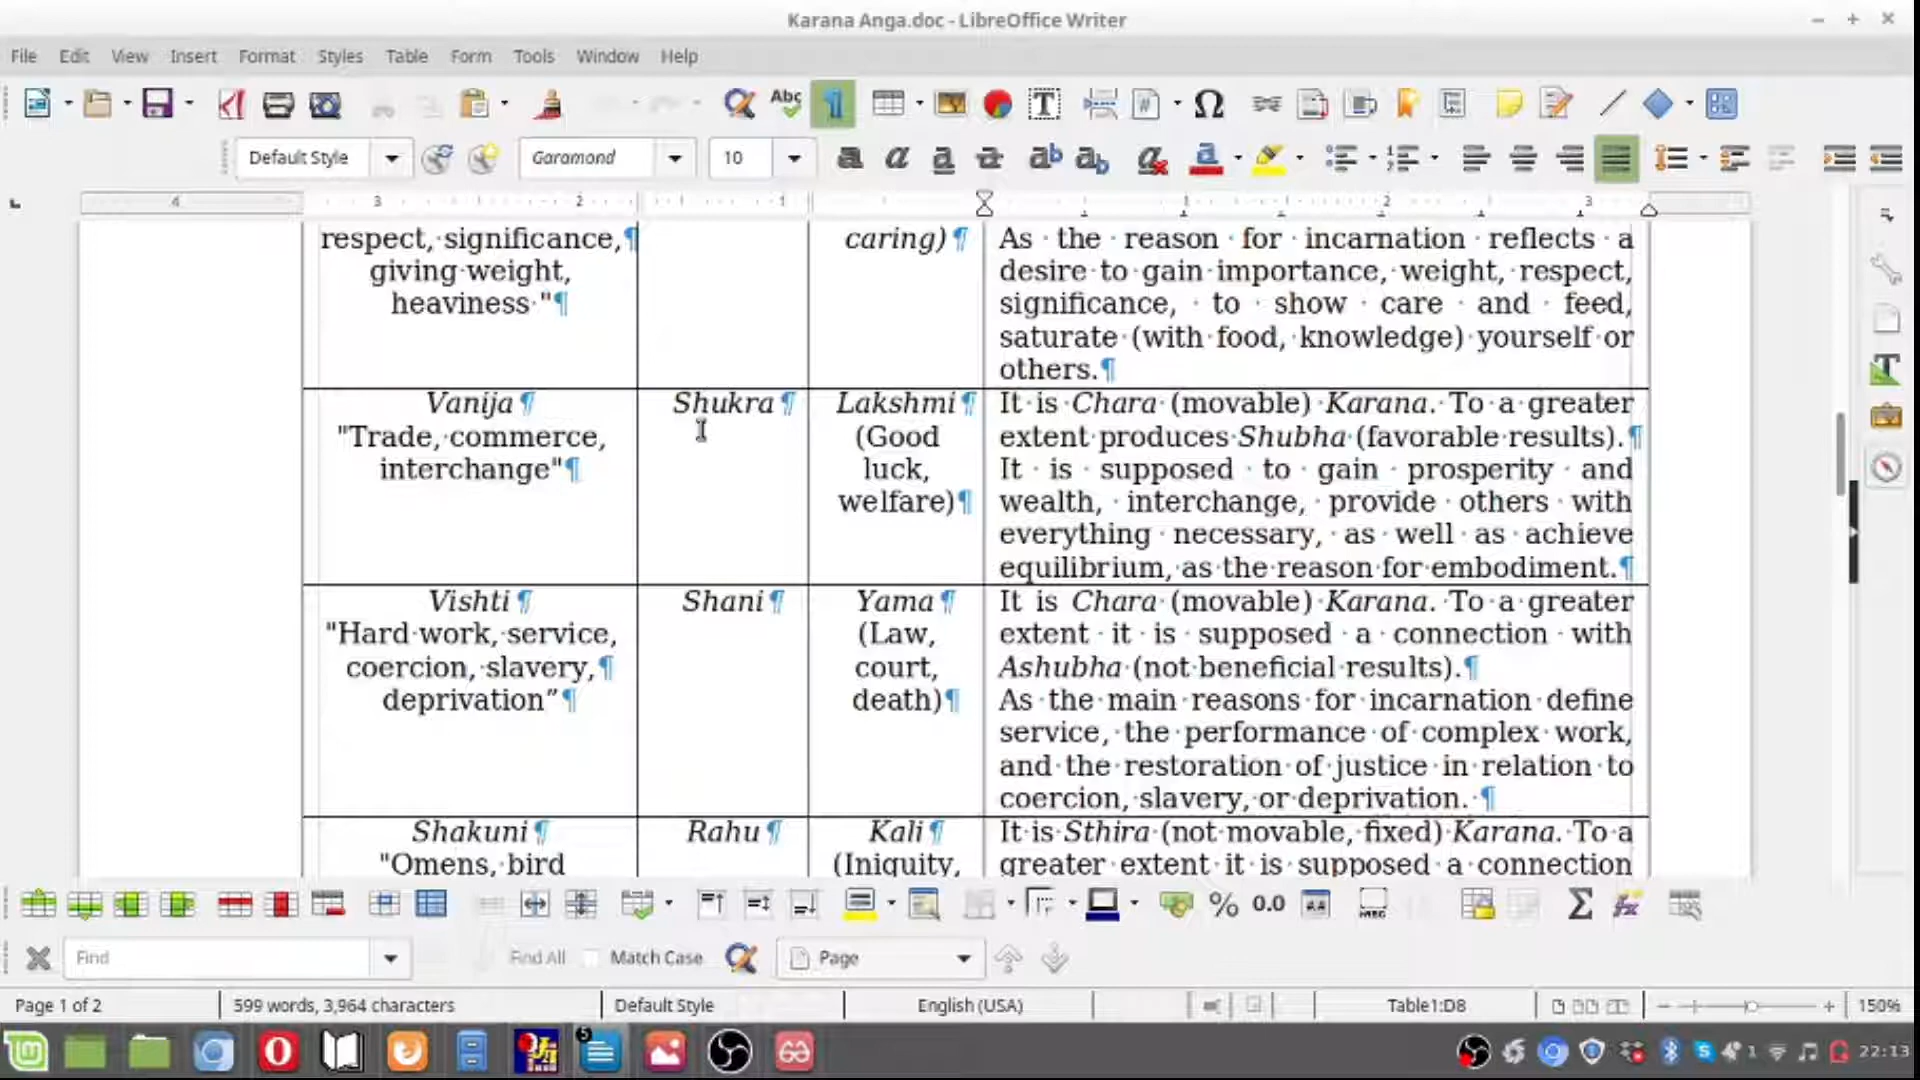 Karana Anga.doc - LibreOffice Writer
File Edit View Insert Format Styles Table Form Tools Window Help
Default Style Garamond 10
4 3 2 1 1 2 3
respect, significance,¶
giving weight,
heaviness "¶
caring)¶
As the reason for incarnation reflects a
desire to gain importance, weight, respect,
significance, to show care and feed,
saturate (with food, knowledge) yourself or
others.¶
Vanija¶
"Trade, commerce,
interchange"¶
Shukra¶
Lakshmi¶
(Good
luck,
welfare)¶
It is Chara (movable) Karana. To a greater
extent produces Shubha (favorable results).¶
It is supposed to gain prosperity and
wealth, interchange, provide others with
everything necessary, as well as achieve
equilibrium, as the reason for embodiment.¶
Vishti¶
"Hard work, service,
coercion, slavery,¶
deprivation”¶
Shani¶
Yama¶
(Law,
court,
death)¶
It is Chara (movable) Karana. To a greater
extent it is supposed a connection with
Ashubha (not beneficial results).¶
As the main reasons for incarnation define
service, the performance of complex work,
and the restoration of justice in relation to
coercion, slavery, or deprivation. ¶
Shakuni¶
"Omens, bird
Rahu¶
Kali¶
(Iniquity,
It is Sthira (not movable, fixed) Karana. To a
greater extent it is supposed a connection
Find Find All Match Case Page
Page 1 of 2 599 words, 3,964 characters Default Style English (USA) Table1:D8 150%
22:13